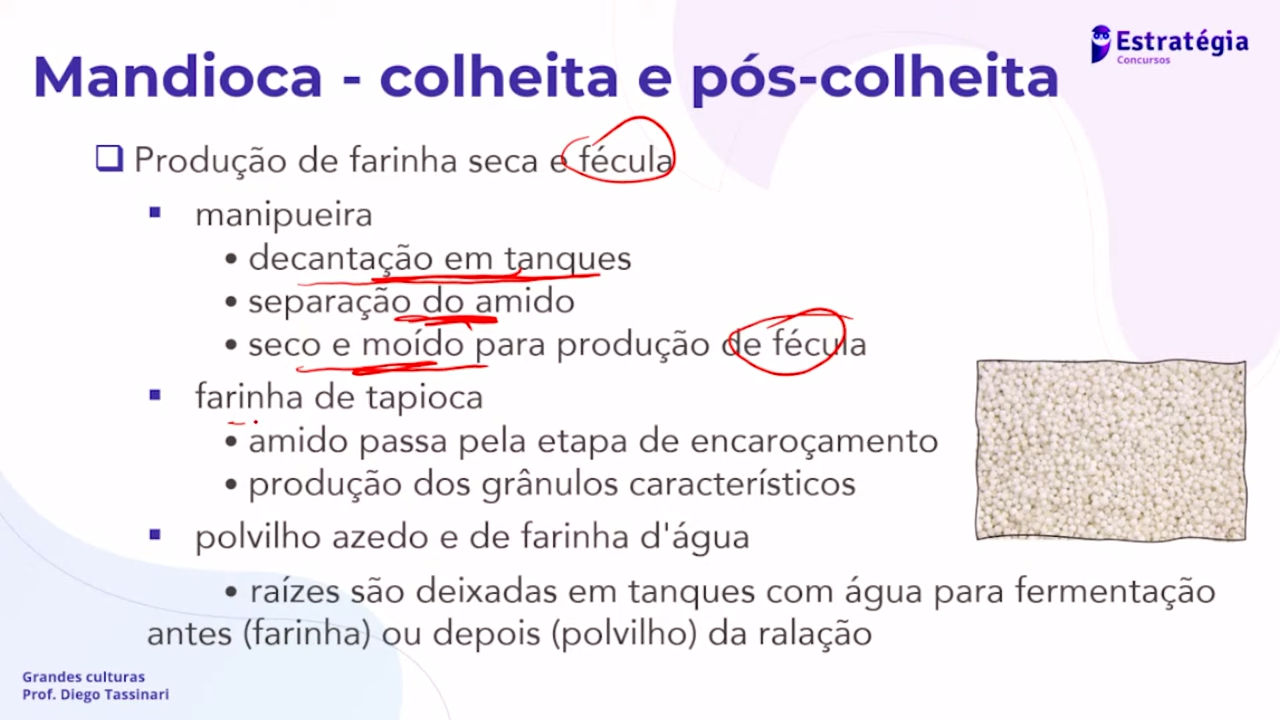 Estratégia
Concursos
Mandioca - colheita e pós-colheita
Produção de farinha seca e fécula
manipueira
• decantação em tanques
• separação do amido
• seco e moído para produção de fécula
farinha de tapioca
• amido passa pela etapa de encaroçamento
• produção dos grânulos característicos
polvilho azedo e de farinha d'água
• raízes são deixadas em tanques com água para fermentação
antes (farinha) ou depois (polvilho) da ralação
Grandes culturas
Prof. Diego Tassinari